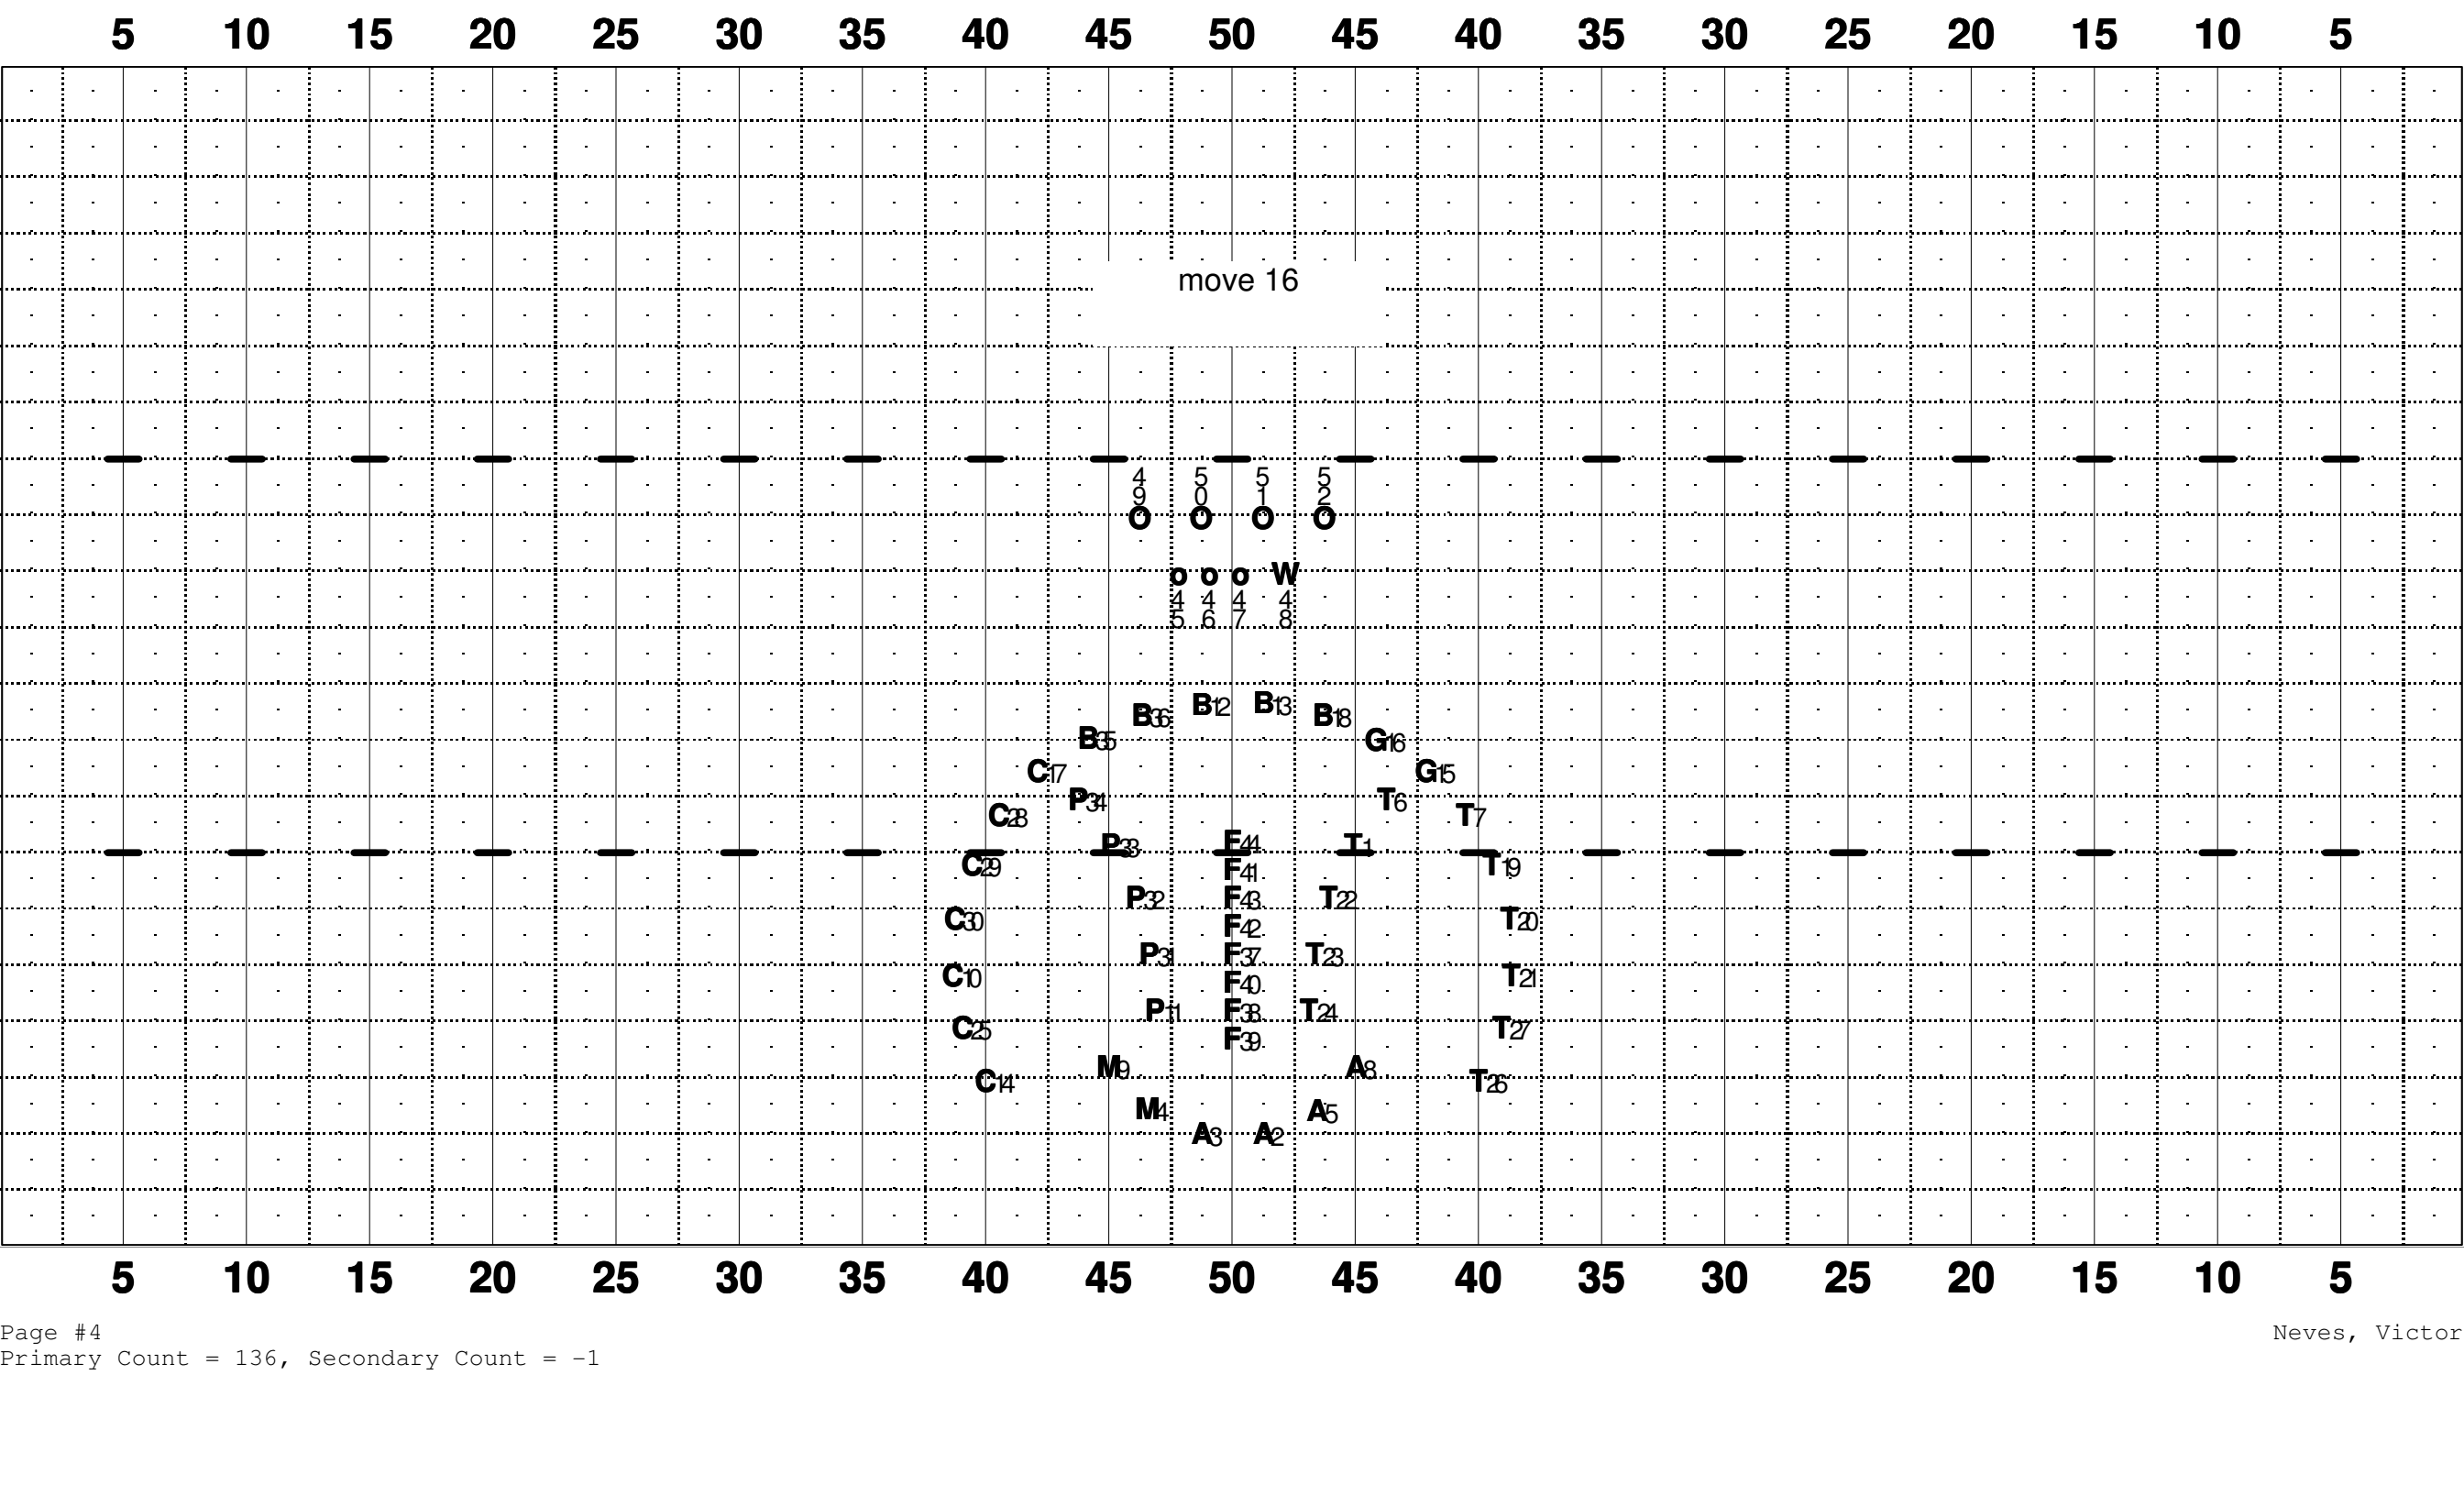 5 10 15 20 25 30 35 40 45 50 45 40 35 30 25 20 15 10 5
move 16
49 50 51 52
O O O O
o o o W
45 46 47 48
B36 B12 B13 B18
B35 G16
C17 G15
P34 T6
C28 T7
P33 F44 T1
C29 F41 T19
P32 F43 T22
C30 F42 T20
P31 F37 T23
C10 F40 T21
P11 F38 T24
C25 F39 T27
M9 A8
C14 T26
M4 A5
A3 A2
5 10 15 20 25 30 35 40 45 50 45 40 35 30 25 20 15 10 5
Page #4 Neves, Victor
Primary Count = 136, Secondary Count = -1